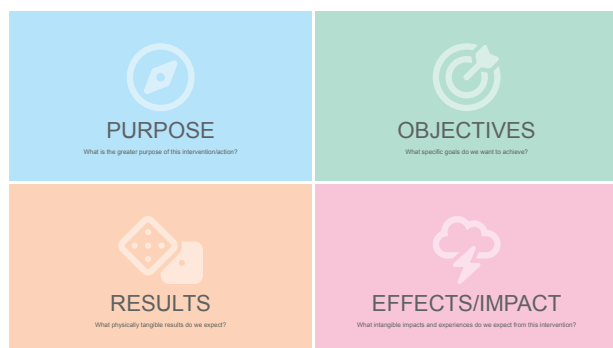 PURPOSE
What is the greater purpose of this intervention/action?
OBJECTIVES
What specific goals do we want to achieve?
RESULTS
What physically tangible results do we expect?
EFFECTS/IMPACT
What intangible impacts and experiences do we expect from this intervention?